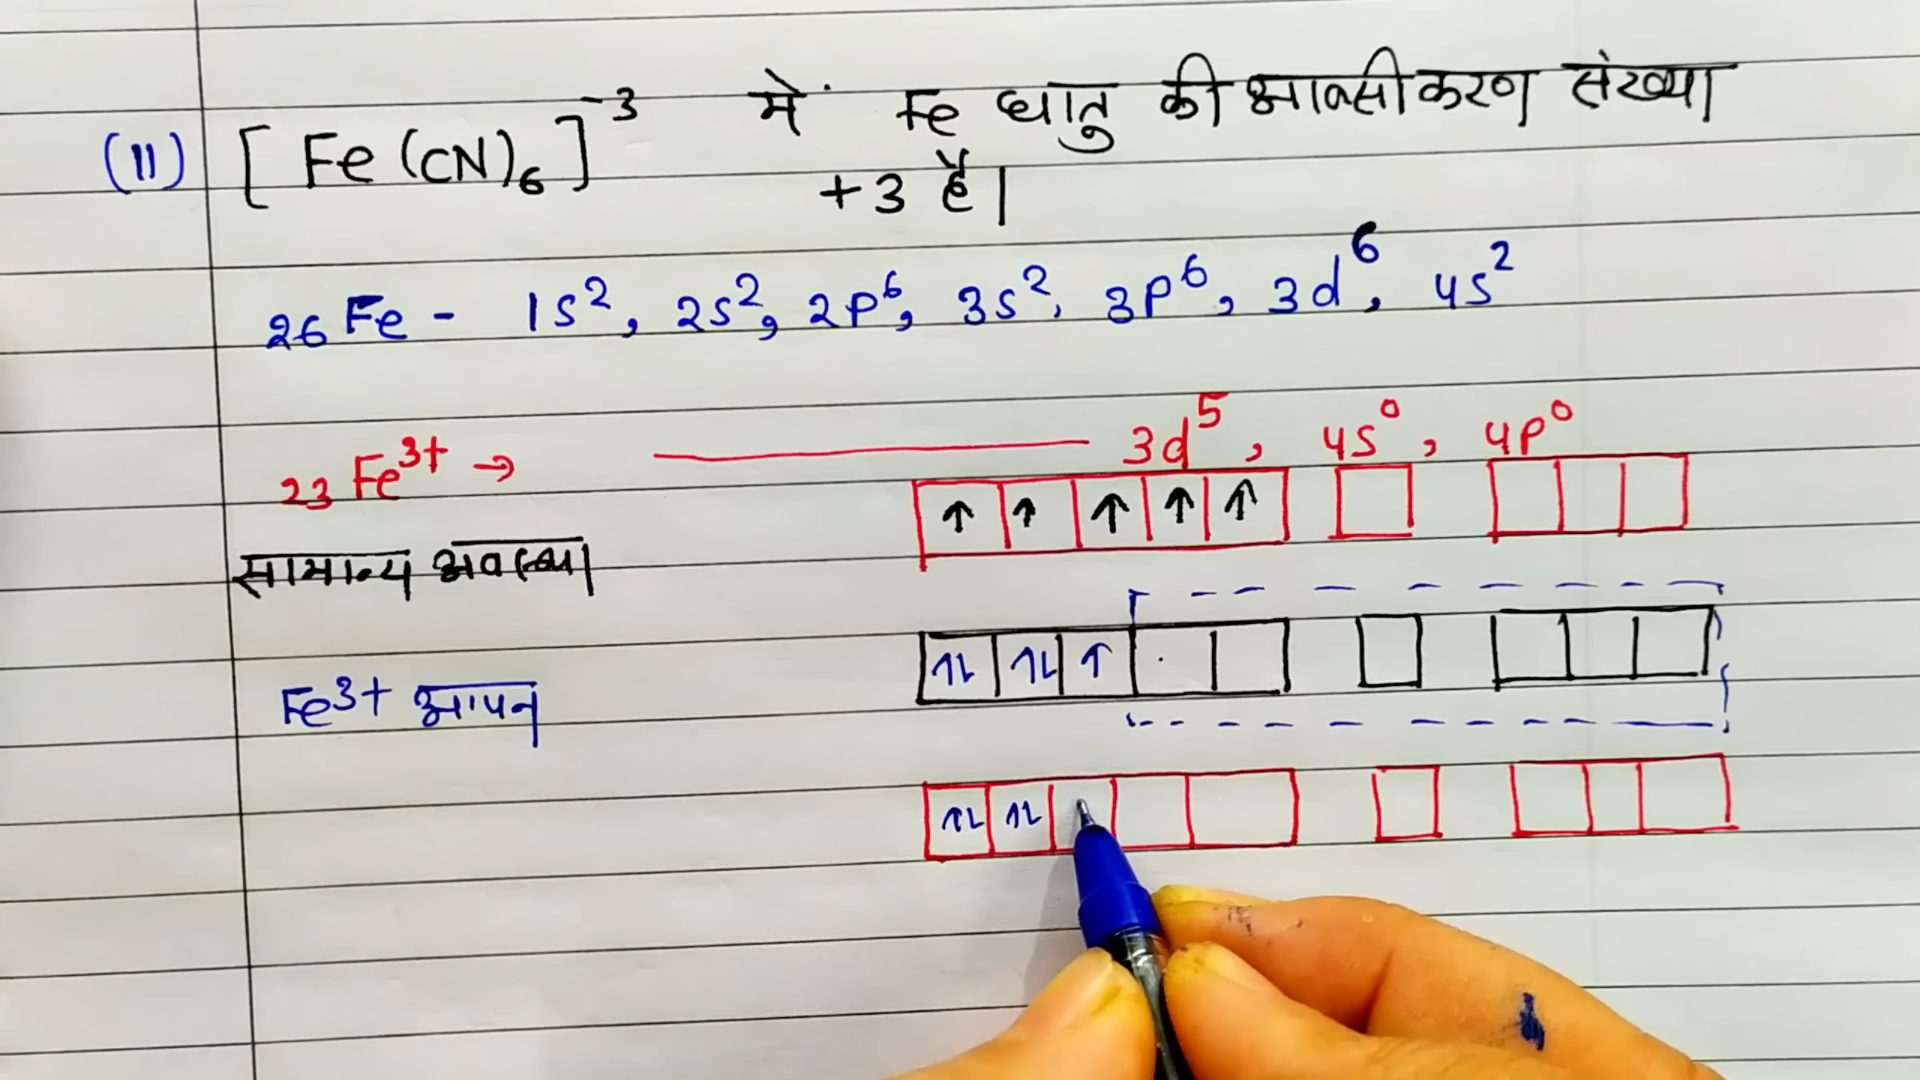 (11) [Fe(CN)₆]⁻³ में Fe धातु की आक्सीकरण संख्या
+3 है।
₂₆Fe - 1s², 2s², 2p⁶, 3s², 3p⁶, 3d⁶, 4s²
₂₃Fe³⁺ → 3d⁵, 4s⁰, 4p⁰
↑ ↑ ↑ ↑ ↑
सामान्य अवस्था
↑↓ ↑↓ ↑
Fe³⁺ आयन
↑↓ ↑↓